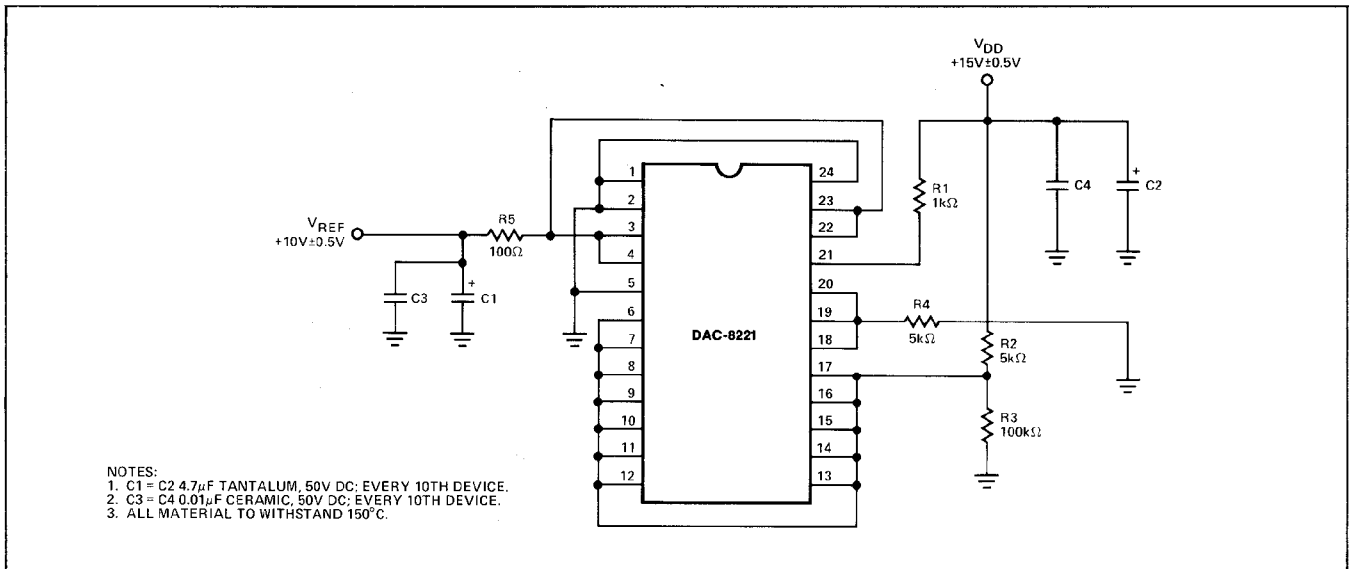 V_DD
+15V±0.5V
1
2
3
4
5
6
7
8
9
10
11
12
24
23
22
21
20
19
18
17
16
15
14
13
DAC-8221
V_REF
+10V±0.5V
R5
100Ω
C3
+
C1
R1
1kΩ
C4
+
C2
R4
5kΩ
R2
5kΩ
R3
100kΩ
NOTES:
1. C1 = C2 4.7μF TANTALUM, 50V DC; EVERY 10TH DEVICE.
2. C3 = C4 0.01μF CERAMIC, 50V DC; EVERY 10TH DEVICE.
3. ALL MATERIAL TO WITHSTAND 150°C.